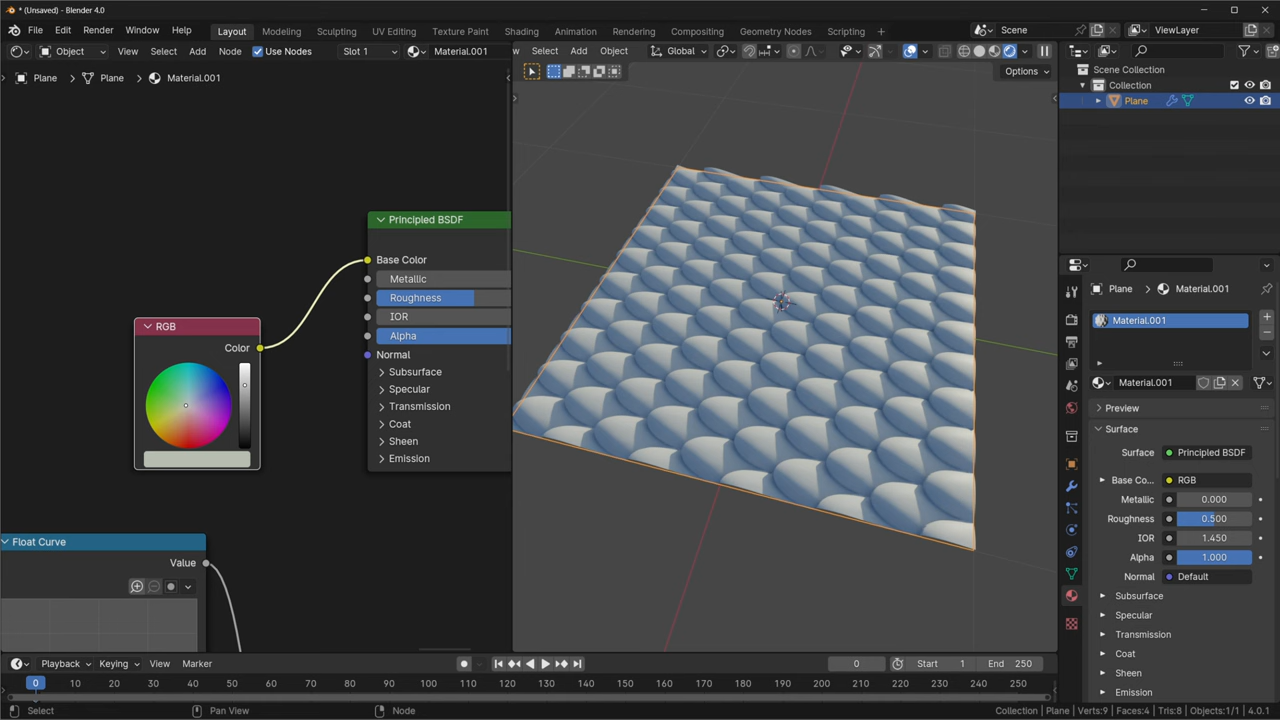 * (Unsaved) - Blender 4.0
File Edit Render Window Help Layout Modeling Sculpting UV Editing Texture Paint Shading Animation Rendering Compositing Geometry Nodes Scripting + Scene ViewLayer
Object View Select Add Node Use Nodes Slot 1 Material.001 View Select Add Object Global
Plane Plane Material.001 Options
Scene Collection
Collection
Plane
Principled BSDF
Base Color
Metallic
Roughness
IOR
Alpha
Normal
Subsurface
Specular
Transmission
Coat
Sheen
Emission
RGB
Color
Float Curve
Value
Plane Material.001
Material.001
Material.001
Preview
Surface
Surface Principled BSDF
Base Co... RGB
Metallic 0.000
Roughness 0.500
IOR 1.450
Alpha 1.000
Normal Default
Subsurface
Specular
Transmission
Coat
Sheen
Emission
Playback Keying View Marker 0 Start 1 End 250
0 10 20 30 40 50 60 70 80 90 100 110 120 130 140 150 160 170 180 190 200 210 220 230 240 250
Select Pan View Node Collection | Plane | Verts:9 | Faces:4 | Tris:8 | Objects:1/1 | 4.0.1